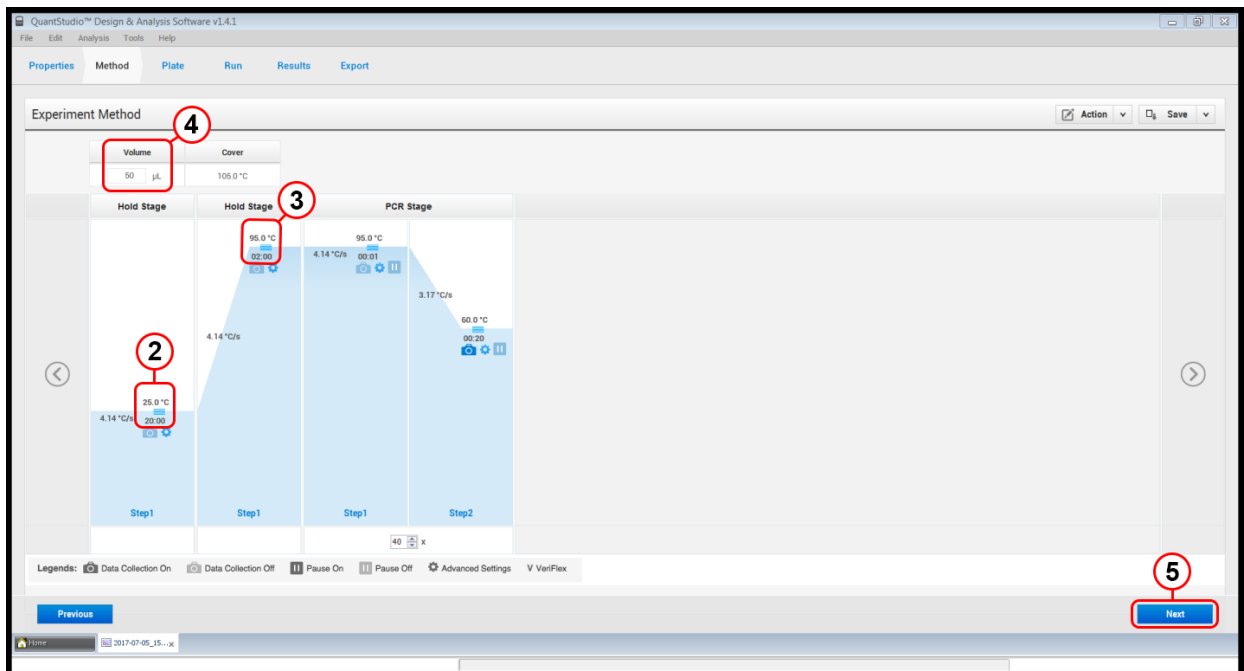 QuantStudio™ Design & Analysis Software v1.4.1
File Edit Analysis Tools Help
Properties Method Plate Run Results Export
Experiment Method
Action
Save
4
Volume Cover
50 µL 105.0 °C
3
Hold Stage Hold Stage PCR Stage
95.0 °C 95.0 °C
02:00 4.14 °C/s 00:01
3.17 °C/s
60.0 °C
4.14 °C/s 00:20
2
25.0 °C
4.14 °C/s 20:00
Step1 Step1 Step1 Step2
40 x
Legends: Data Collection On Data Collection Off Pause On Pause Off Advanced Settings V VeriFlex
5
Previous Next
Home 2017-07-05_15...x